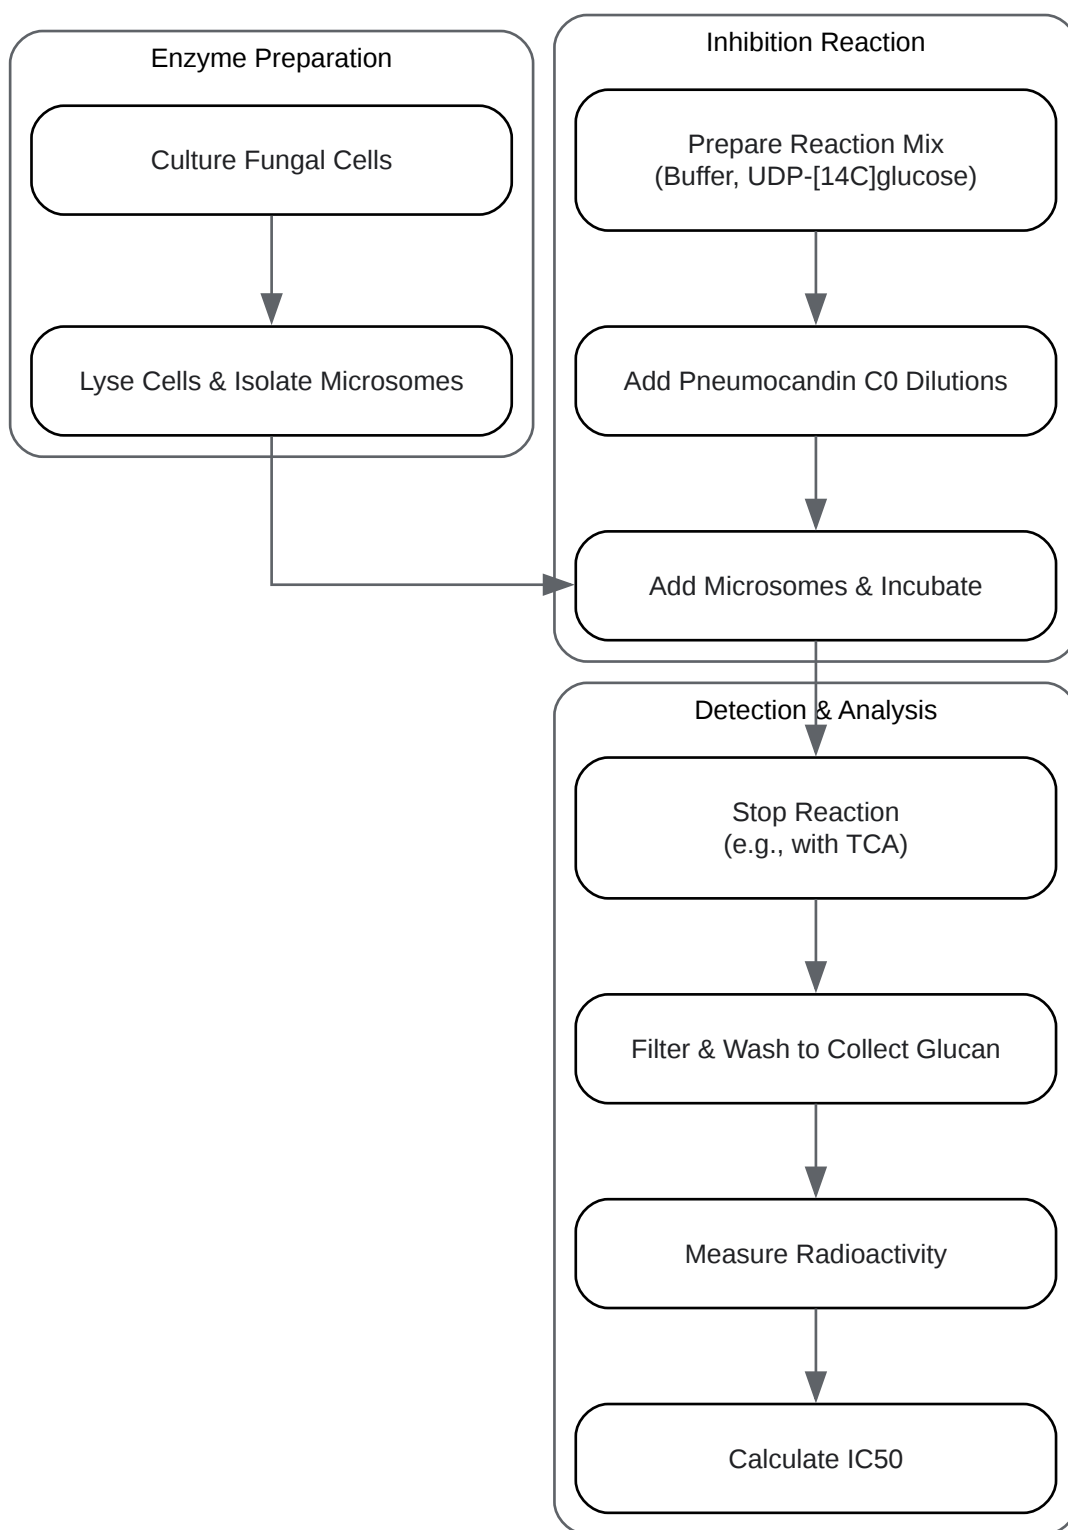 Enzyme Preparation
Culture Fungal Cells
Lyse Cells & Isolate Microsomes
Inhibition Reaction
Prepare Reaction Mix
(Buffer, UDP-[14C]glucose)
Add Pneumocandin C0 Dilutions
Add Microsomes & Incubate
Detection & Analysis
Stop Reaction
(e.g., with TCA)
Filter & Wash to Collect Glucan
Measure Radioactivity
Calculate IC50